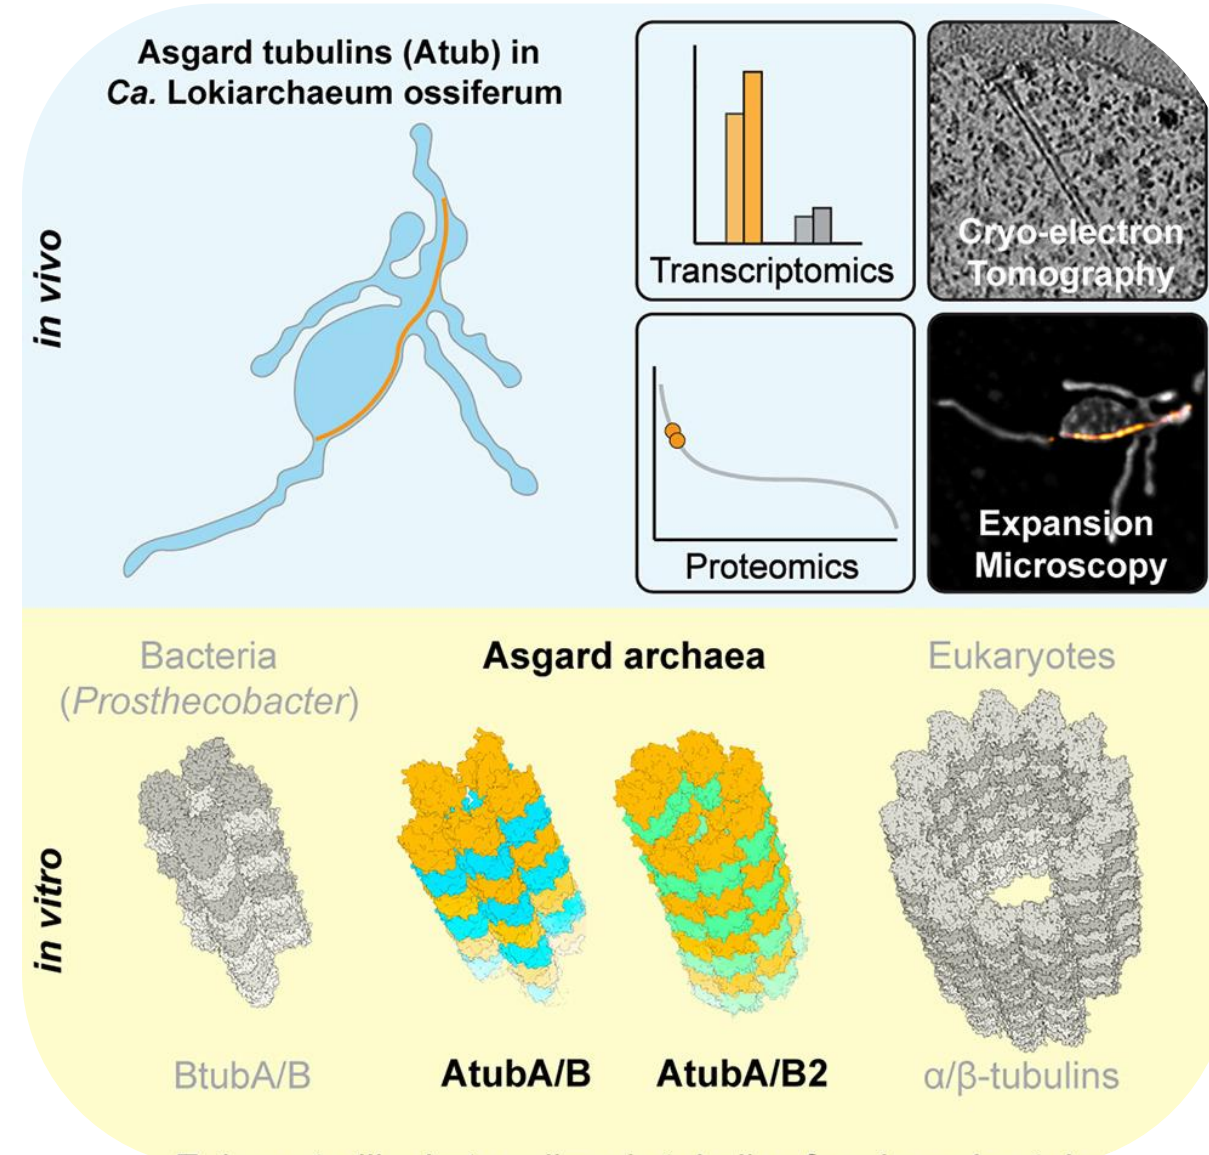 Asgard tubulins (Atub) in
Ca. Lokiarchaeum ossiferum
in vivo
Transcriptomics
Cryo-electron
Tomography
Proteomics
Expansion
Microscopy
Bacteria
(Prosthecobacter)
Asgard archaea
Eukaryotes
in vitro
BtubA/B
AtubA/B
AtubA/B2
α/β-tubulins